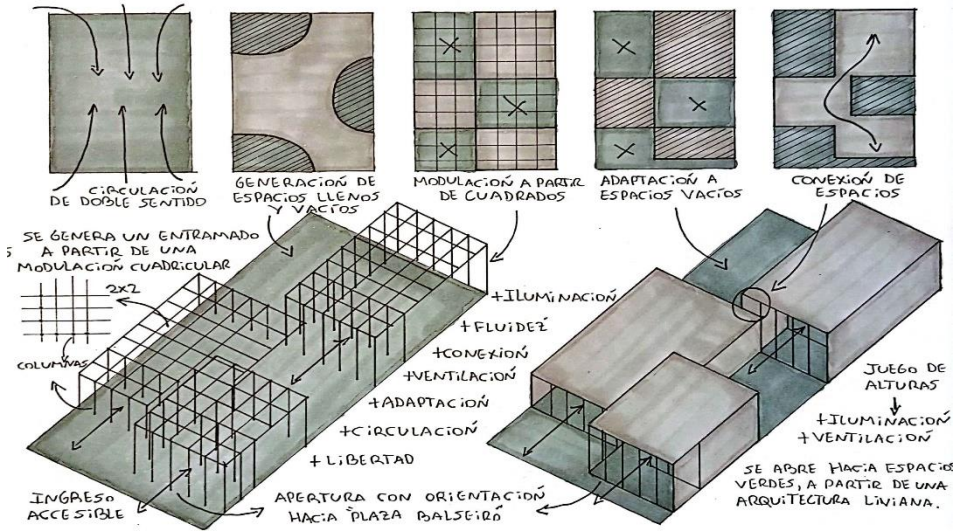 CIRCULACIÓN
DE DOBLE SENTIDO
GENERACIÓN DE
ESPACIOS LLENOS
Y VACÍOS
MODULACIÓN A PARTIR
DE CUADRADOS
ADAPTACIÓN A
ESPACIOS VACÍOS
CONEXIÓN DE
ESPACIOS
SE GENERA UN ENTRAMADO
A PARTIR DE UNA
MODULACIÓN CUADRICULAR
2x2
COLUMNAS
+ILUMINACIÓN
+FLUIDEZ
+CONEXIÓN
+VENTILACIÓN
+ADAPTACIÓN
+CIRCULACIÓN
+LIBERTAD
INGRESO
ACCESIBLE
APERTURA CON ORIENTACIÓN
HACIA "PLAZA BALSEIRO"
JUEGO DE
ALTURAS
+ILUMINACIÓN
+VENTILACIÓN
SE ABRE HACIA ESPACIOS
VERDES, A PARTIR DE UNA
ARQUITECTURA LIVIANA.